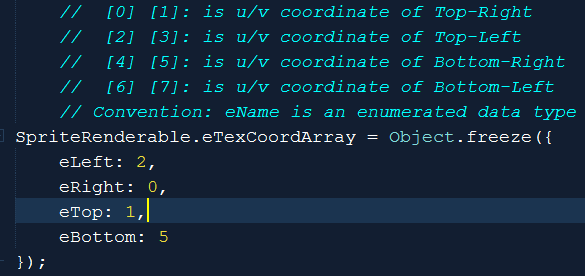 // [0] [1]: is u/v coordinate of Top-Right
// [2] [3]: is u/v coordinate of Top-Left
// [4] [5]: is u/v coordinate of Bottom-Right
// [6] [7]: is u/v coordinate of Bottom-Left
// Convention: eName is an enumerated data type
SpriteRenderable.eTexCoordArray = Object.freeze({
eLeft: 2,
eRight: 0,
eTop: 1,
eBottom: 5
});